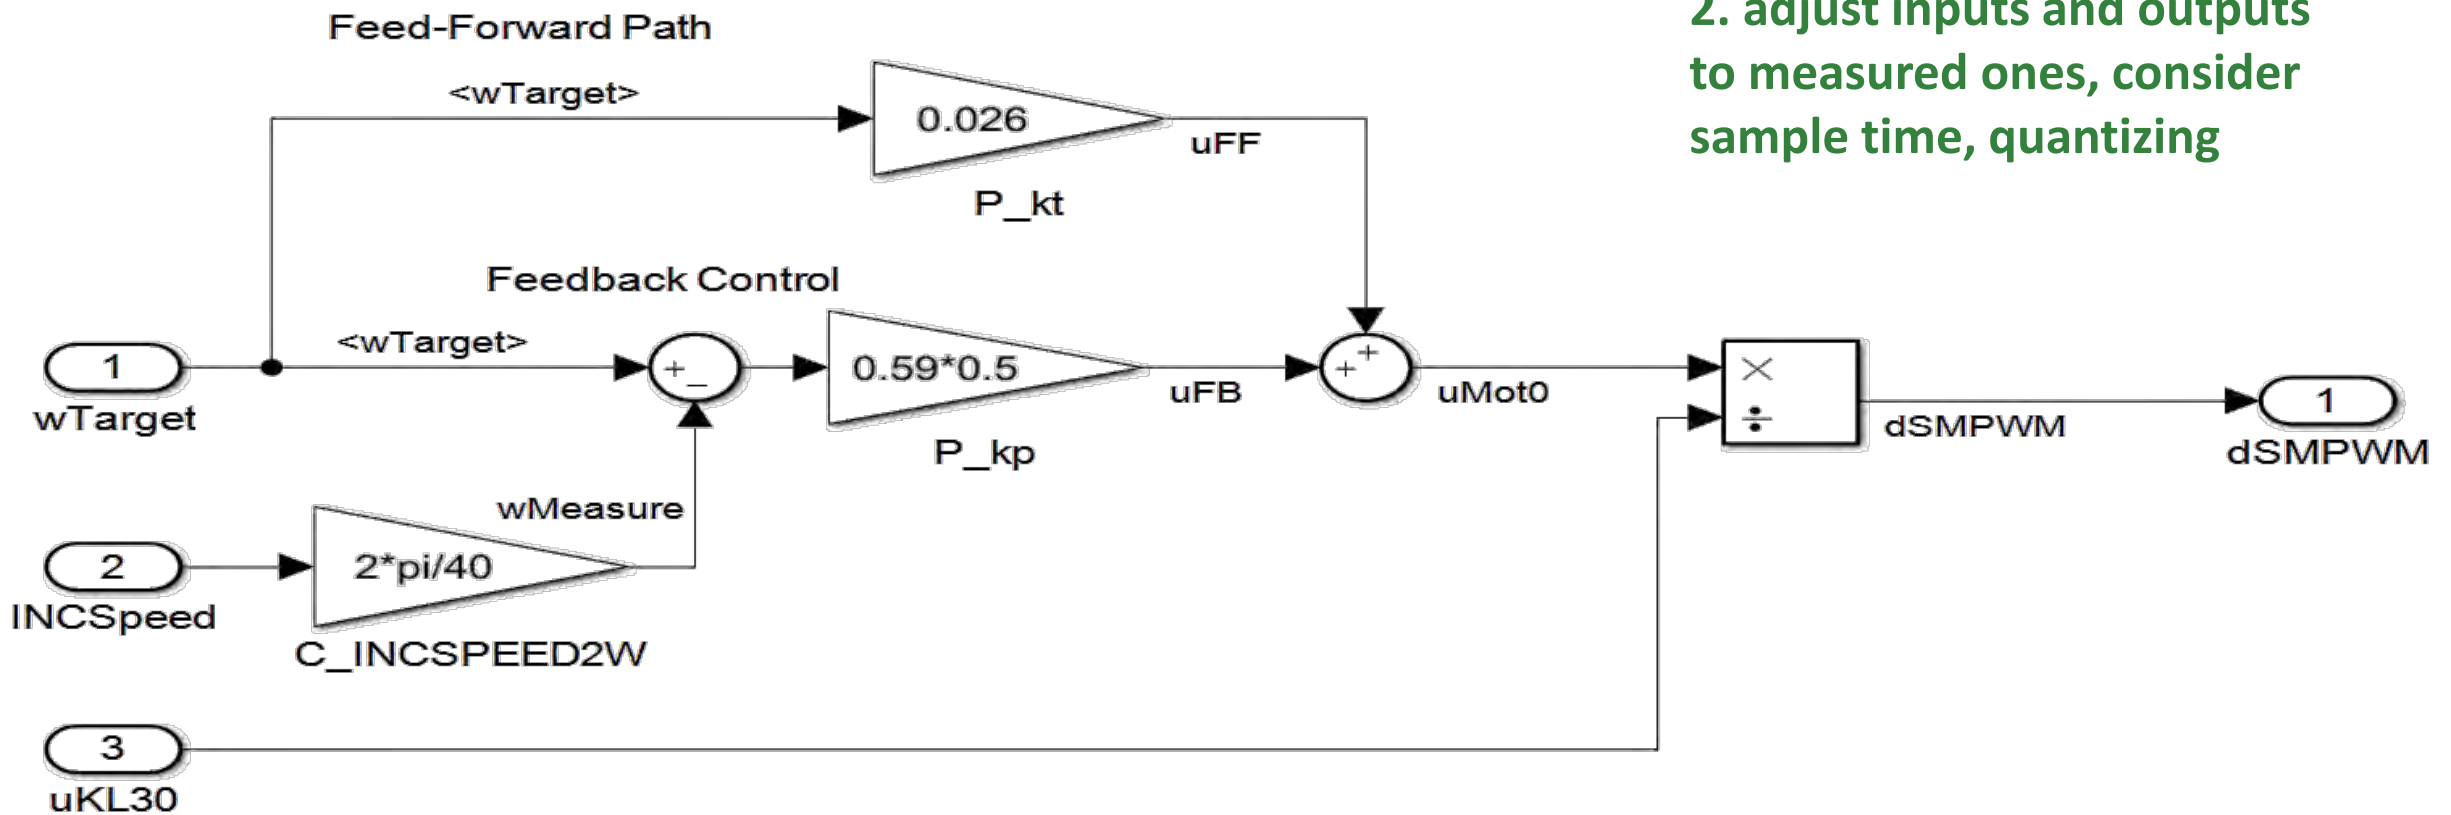 Feed-Forward Path
2. adjust inputs and outputs
to measured ones, consider
sample time, quantizing
<wTarget>
0.026
uFF
P_kt
Feedback Control
1
wTarget
<wTarget>
+
_
0.59*0.5
P_kp
uFB
+
+
uMot0
×
÷
dSMPWM
1
dSMPWM
wMeasure
2
INCSpeed
2*pi/40
C_INCSPEED2W
3
uKL30